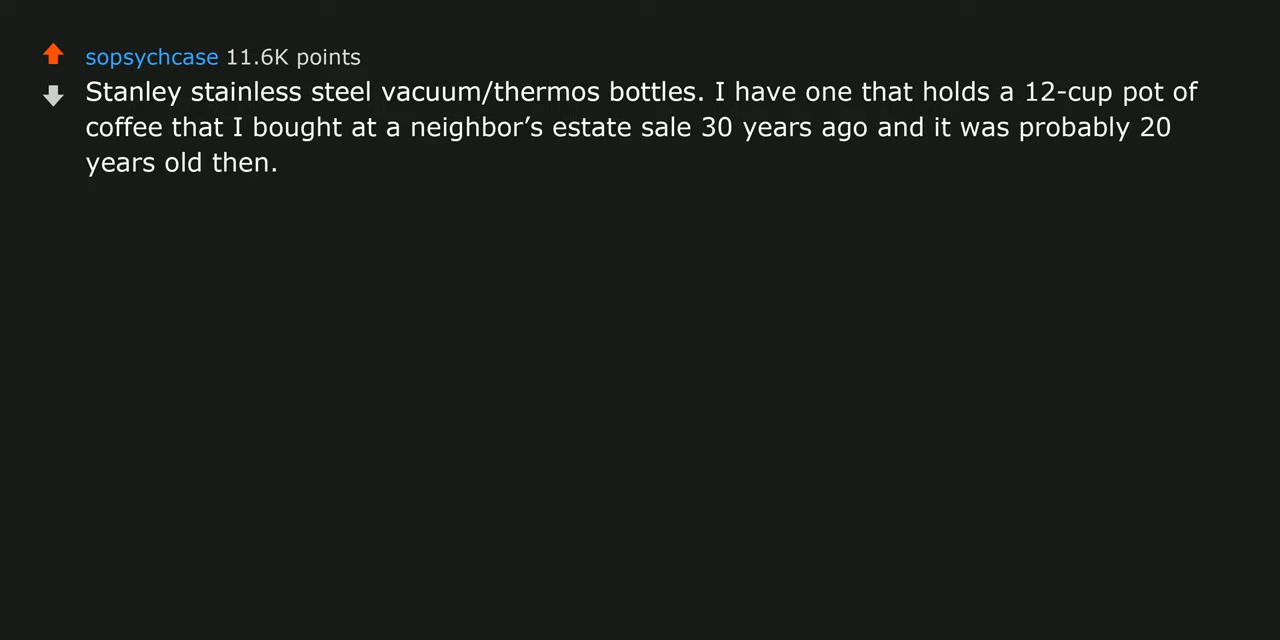 sopsychcase 11.6K points
Stanley stainless steel vacuum/thermos bottles. I have one that holds a 12-cup pot of
coffee that I bought at a neighbor’s estate sale 30 years ago and it was probably 20
years old then.